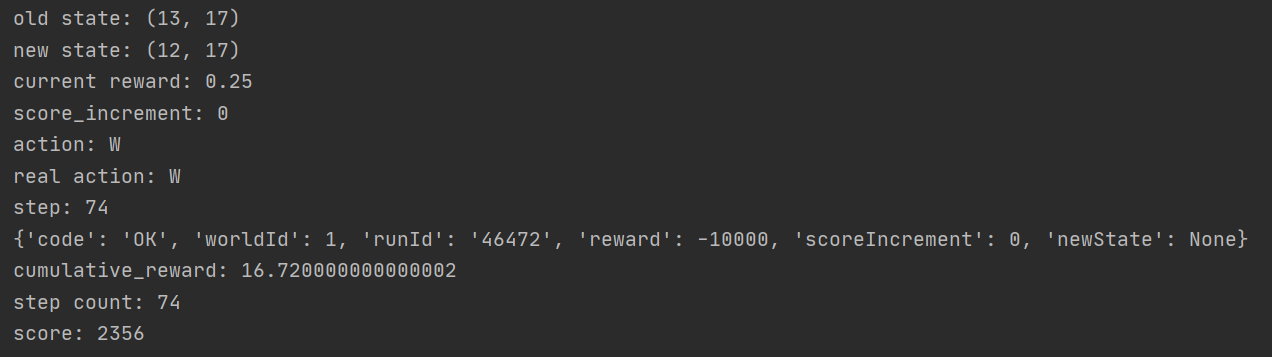 old state: (13, 17)
new state: (12, 17)
current reward: 0.25
score_increment: 0
action: W
real action: W
step: 74
{'code': 'OK', 'worldId': 1, 'runId': '46472', 'reward': -10000, 'scoreIncrement': 0, 'newState': None}
cumulative_reward: 16.720000000000002
step count: 74
score: 2356